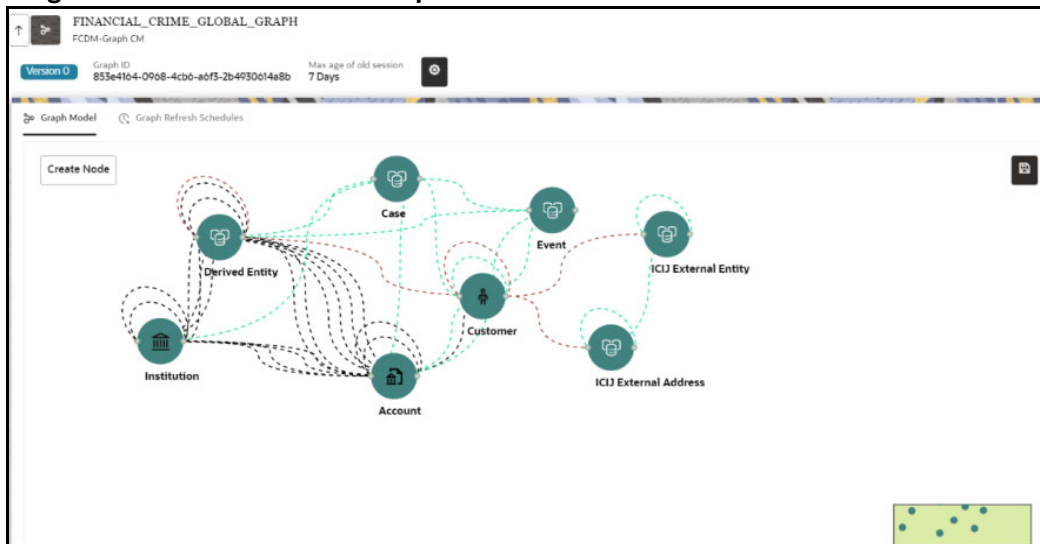 FINANCIAL_CRIME_GLOBAL_GRAPH
FCDM-Graph CM
Version 0
Graph ID
853e4164-0968-4cb6-a6f3-2b4930614a8b
Max age of old session
7 Days
Graph Model
Graph Refresh Schedules
Create Node
Case
Event
Derived Entity
ICIJ External Entity
Customer
Institution
ICIJ External Address
Account